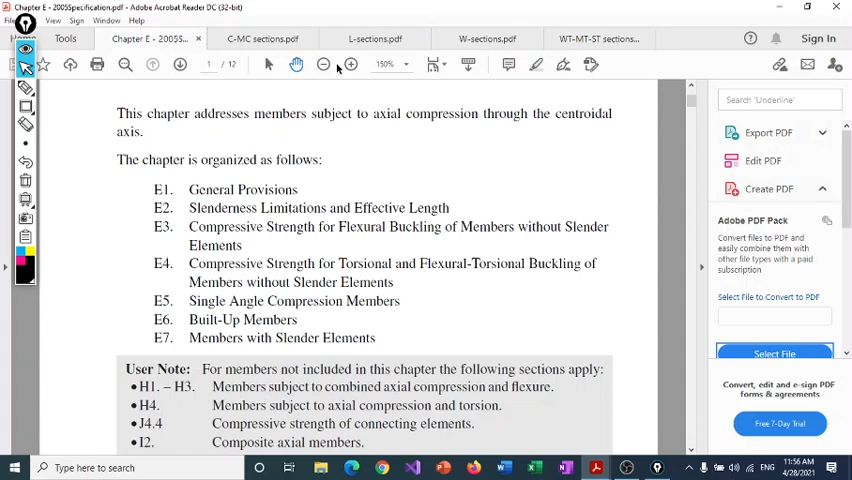 Chapter E - 2005Specification.pdf - Adobe Acrobat Reader DC (32-bit)
View Sign Window Help
Tools
Chapter E - 2005S... ×
C-MC sections.pdf
L-sections.pdf
W-sections.pdf
WT-MT-ST sections....
Sign In
1 / 12
150%
This chapter addresses members subject to axial compression through the centroidal
axis.
The chapter is organized as follows:
E1. General Provisions
E2. Slenderness Limitations and Effective Length
E3. Compressive Strength for Flexural Buckling of Members without Slender
Elements
E4. Compressive Strength for Torsional and Flexural-Torsional Buckling of
Members without Slender Elements
E5. Single Angle Compression Members
E6. Built-Up Members
E7. Members with Slender Elements
User Note: For members not included in this chapter the following sections apply:
• H1. – H3. Members subject to combined axial compression and flexure.
• H4. Members subject to axial compression and torsion.
• J4.4 Compressive strength of connecting elements.
• I2. Composite axial members.
Search 'Underline'
Export PDF
Edit PDF
Create PDF
Adobe PDF Pack
Convert files to PDF and
easily combine them with
other file types with a paid
subscription
Select File to Convert to PDF
Select File
Convert, edit and e-sign PDF
forms & agreements
Free 7-Day Trial
Type here to search
ENG
11:56 AM
4/28/2021